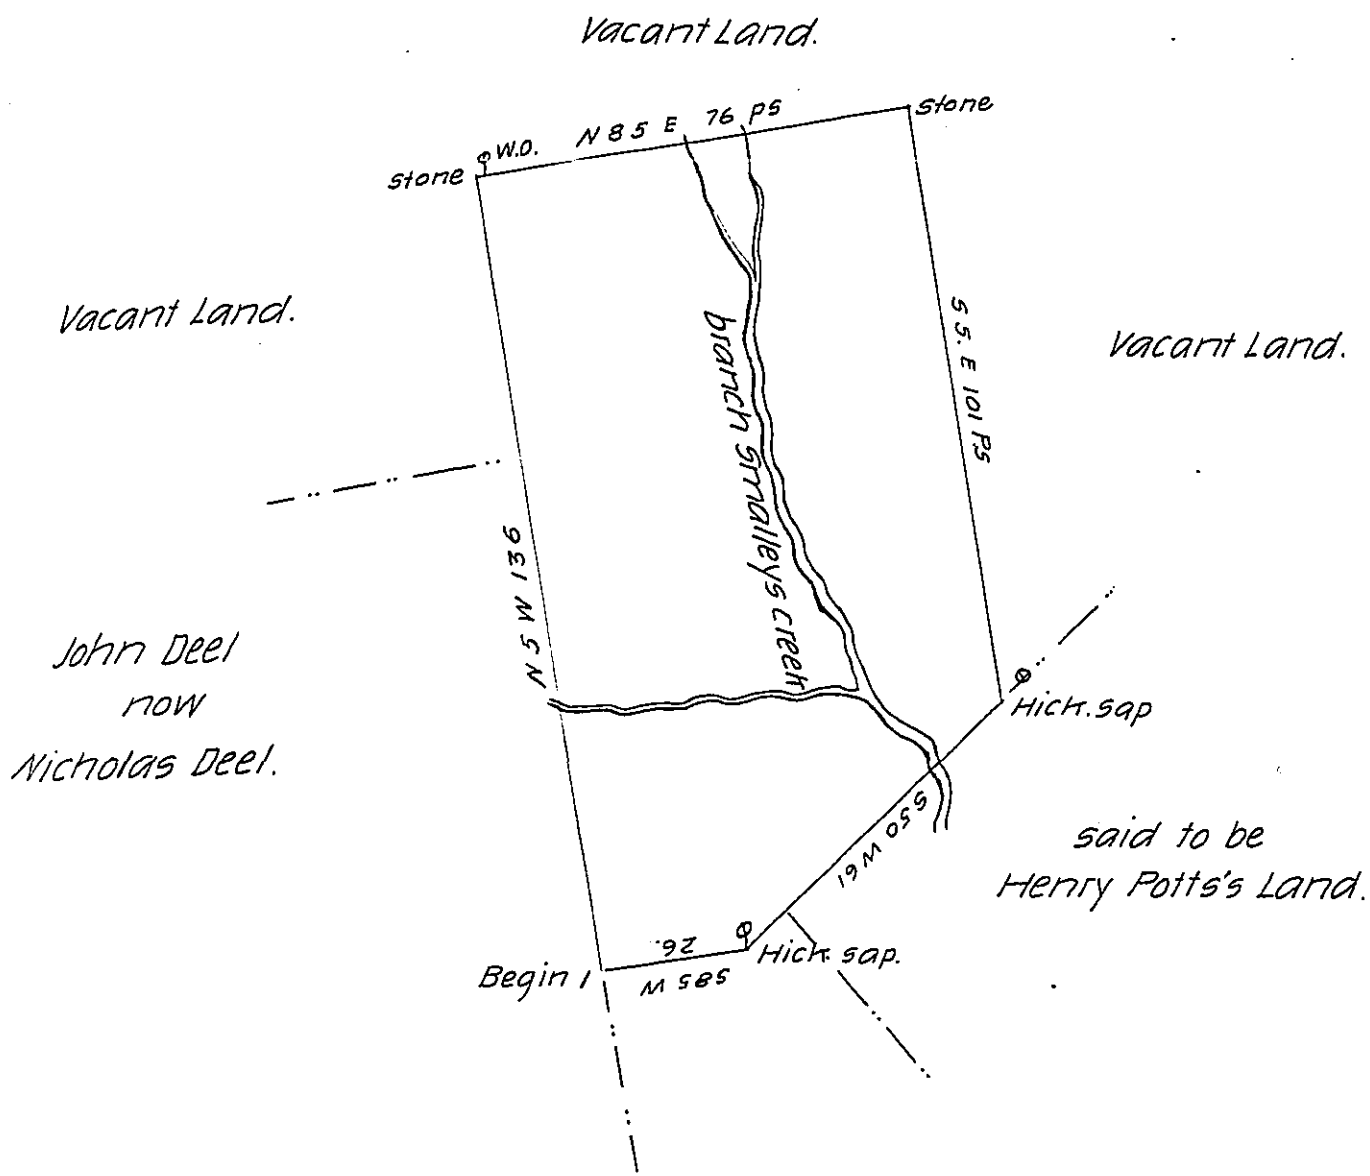 Vacant Land.
stone
W.O.
N 85 E 76 PS
stone
Vacant Land.
S 5. E 101 PS
Vacant Land.
branch Smalleys Creek
N 5 W 136
John Deel
now
Nicholas Deel.
Hick. sap
S 50 W 61
said to be
Henry Potts's Land.
Hick. sap.
26.
S 85 W
Begin 1